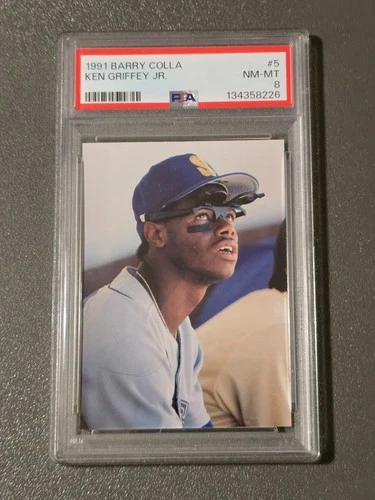 1991 BARRY COLLA #5
KEN GRIFFEY JR. NM-MT
8
PSA 134358226
S